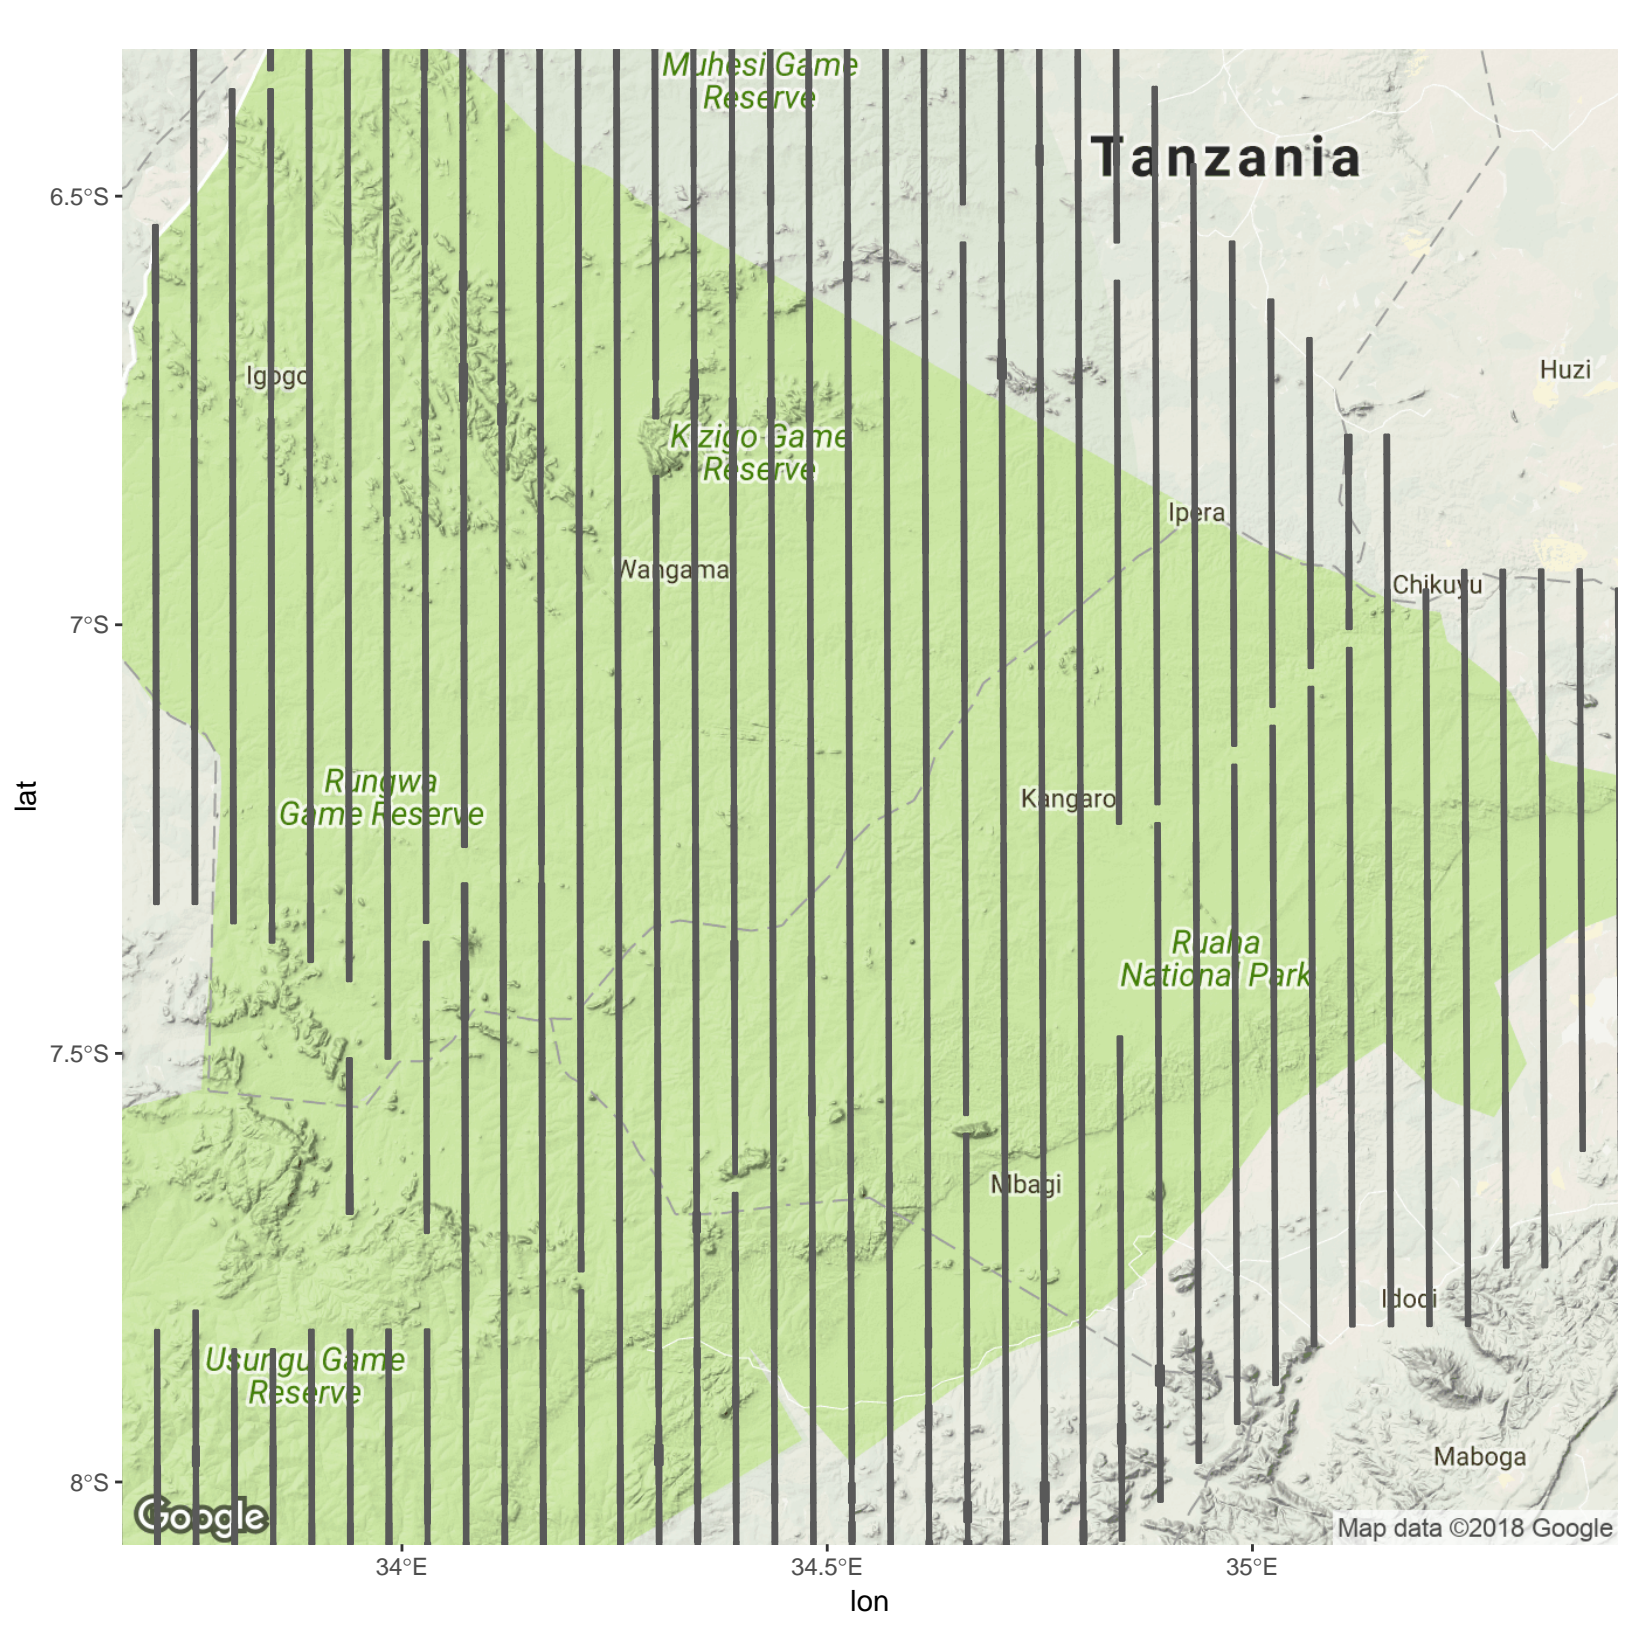 Muhesi Game
Reserve
Tanzania
6.5°S
Igogo
Huzi
Kizigo Game
Reserve
Ipera
Wangama
Chikuyu
7°S
Rungwa
Game Reserve
Kangaro
lat
Ruaha
National Park
7.5°S
Mbagi
Idodi
Usungu Game
Reserve
Maboga
8°S
Google
Map data ©2018 Google
34°E
34.5°E
35°E
lon